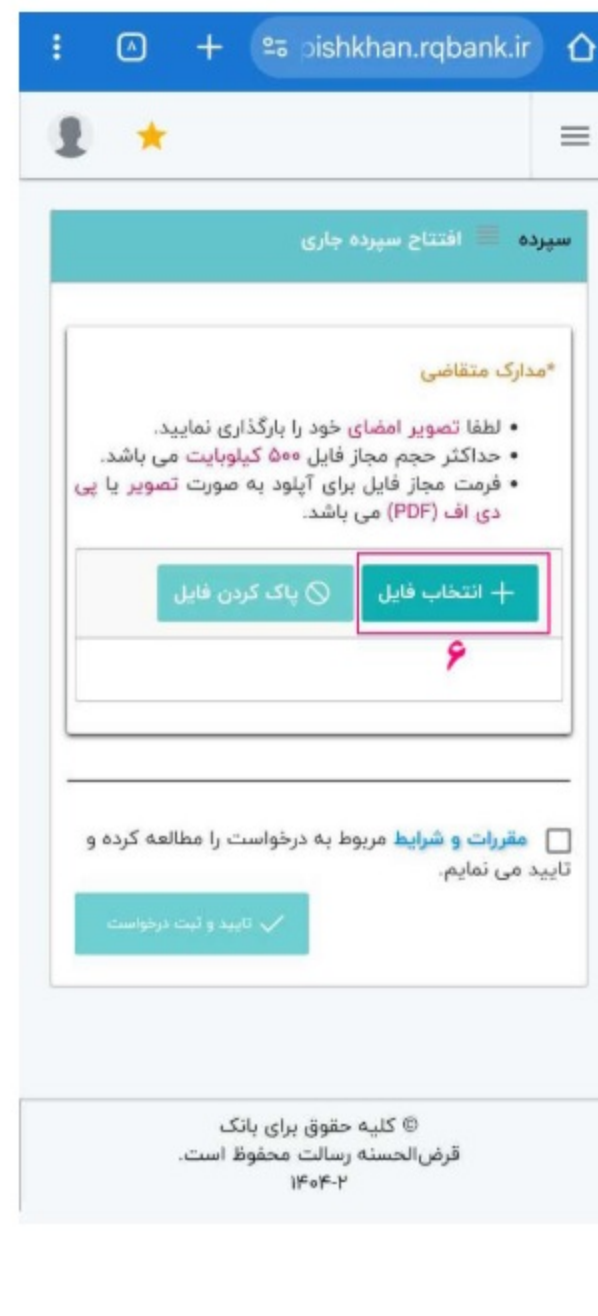 pishkhan.rqbank.ir
سپرده افتتاح سپرده جاری
*مدارک متقاضی
• لطفا تصویر امضای خود را بارگذاری نمایید.
• حداکثر حجم مجاز فایل ۵۰۰ کیلوبایت می باشد.
• فرمت مجاز فایل برای آپلود به صورت تصویر یا پی
دی اف (PDF) می باشد.
+ انتخاب فایل پاک کردن فایل
۶
مقررات و شرایط مربوط به درخواست را مطالعه کرده و
تایید می نمایم.
تایید و ثبت درخواست
© کلیه حقوق برای بانک
قرض‌الحسنه رسالت محفوظ است.
۱۴۰۴-۲